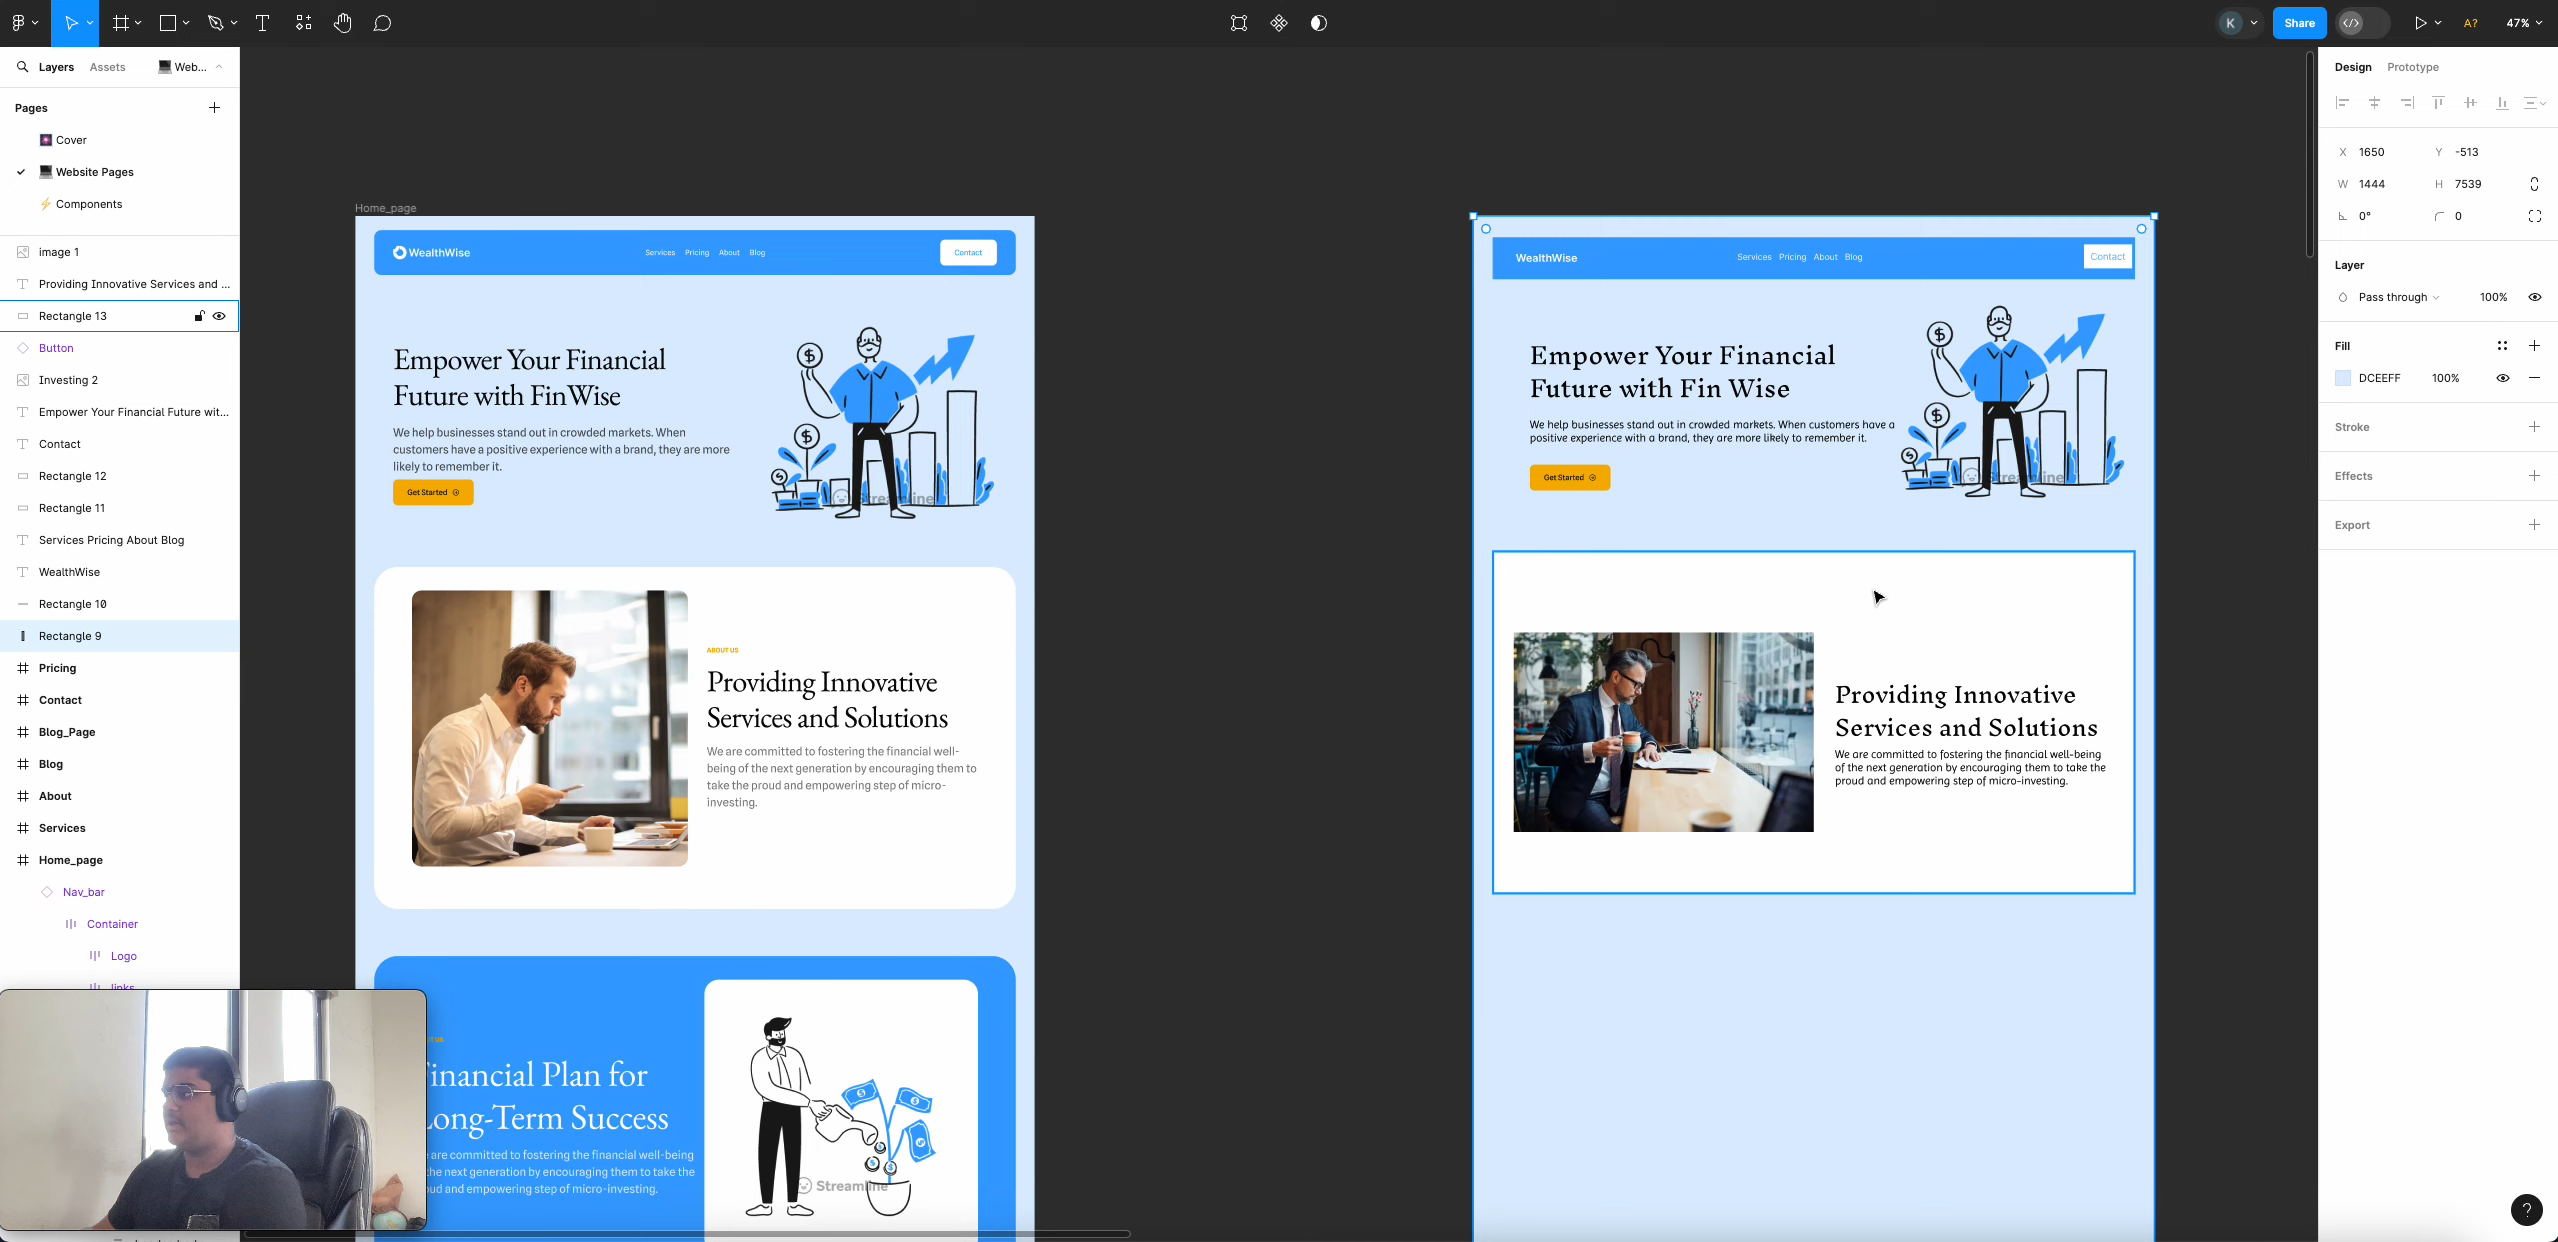 K
Share
A?
47%
Layers
Assets
Web...
Pages
Cover
Website Pages
Components
image 1
Providing Innovative Services and ...
Rectangle 13
Button
Investing 2
Empower Your Financial Future wit...
Contact
Rectangle 12
Rectangle 11
Services Pricing About Blog
WealthWise
Rectangle 10
Rectangle 9
Pricing
Contact
Blog_Page
Blog
About
Services
Home_page
Nav_bar
Container
Logo
links
Home_page
WealthWise
Services Pricing About Blog
Contact
Empower Your Financial
Future with FinWise
We help businesses stand out in crowded markets. When
customers have a positive experience with a brand, they are more
likely to remember it.
Get Started
Streamline
ABOUT US
Providing Innovative
Services and Solutions
We are committed to fostering the financial well-
being of the next generation by encouraging them to
take the proud and empowering step of micro-
investing.
inancial Plan for
Long-Term Success
are committed to fostering the financial well-being
the next generation by encouraging them to take the
oud and empowering step of micro-investing.
Streamline
WealthWise
Services Pricing About Blog
Contact
Empower Your Financial
Future with Fin Wise
We help businesses stand out in crowded markets. When customers have a
positive experience with a brand, they are more likely to remember it.
Get Started
Streamline
Providing Innovative
Services and Solutions
We are committed to fostering the financial well-being
of the next generation by encouraging them to take the
proud and empowering step of micro-investing.
Design
Prototype
X 1650 Y -513
W 1444 H 7539
0° 0
Layer
Pass through 100%
Fill
DCEEFF 100%
Stroke
Effects
Export
?